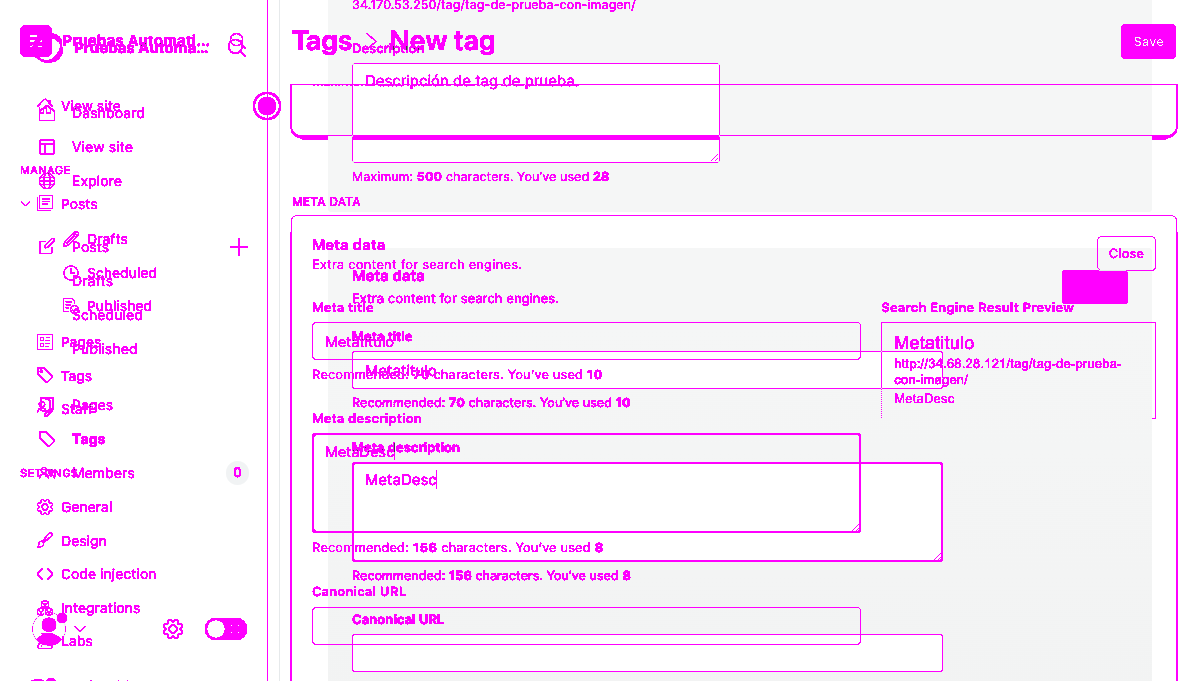 34.170.53.250/tag/tag-de-prueba-con-imagen/
Pruebas Automati...
Pruebas Automa...
Tags > New tag
Save
Description
Descripción de tag de prueba.
View site
Dashboard
View site
MANAGE
Explore
Maximum: 500 characters. You've used 28
META DATA
Posts
Drafts
Posts
Scheduled
Drafts
Published
Scheduled
Pages
Published
Tags
Staff
Pages
Tags
SETTINGS
Members
0
General
Design
Code injection
Integrations
Labs
Meta data
Extra content for search engines.
Close
Meta data
Extra content for search engines.
Meta title
Metatitulo
Meta title
Metatitulo
Recommended: 70 characters. You've used 10
Recommended: 70 characters. You've used 10
Search Engine Result Preview
Metatitulo
http://34.68.28.121/tag/tag-de-prueba-
con-imagen/
MetaDesc
Meta description
MetaDesc
Meta description
MetaDesc
Recommended: 156 characters. You've used 8
Recommended: 156 characters. You've used 8
Canonical URL
Canonical URL